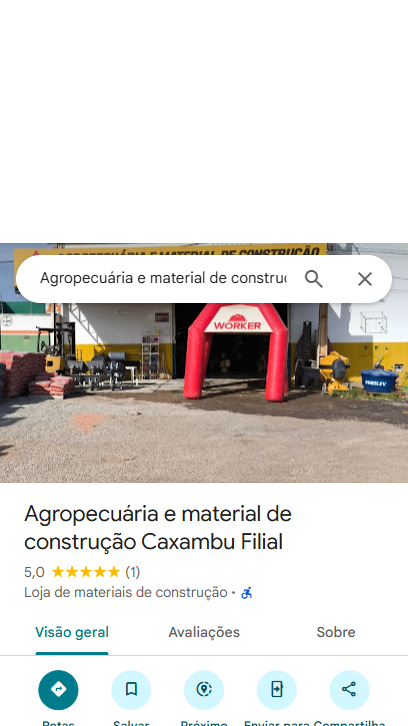 AGROPECUÁRIA E MATERIAL DE CONSTRUÇÃO
Agropecuária e material de constru
WORKER
Agropecuária e material de
construção Caxambu Filial
5,0 (1)
Loja de materiais de construção ·
Visão geral Avaliações Sobre
Rotas Salvar Próximo Enviar para Compartilha